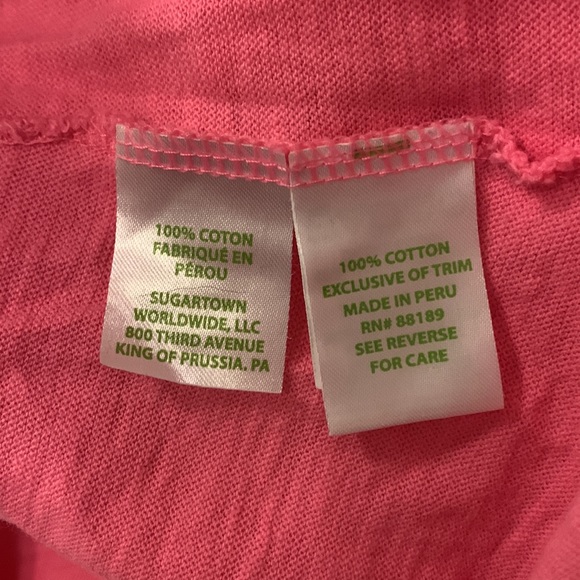 100% COTON
FABRIQUÉ EN
PÉROU
SUGARTOWN
WORLDWIDE, LLC
800 THIRD AVENUE
KING OF PRUSSIA. PA
100% COTTON
EXCLUSIVE OF TRIM
MADE IN PERU
RN# 88189
SEE REVERSE
FOR CARE